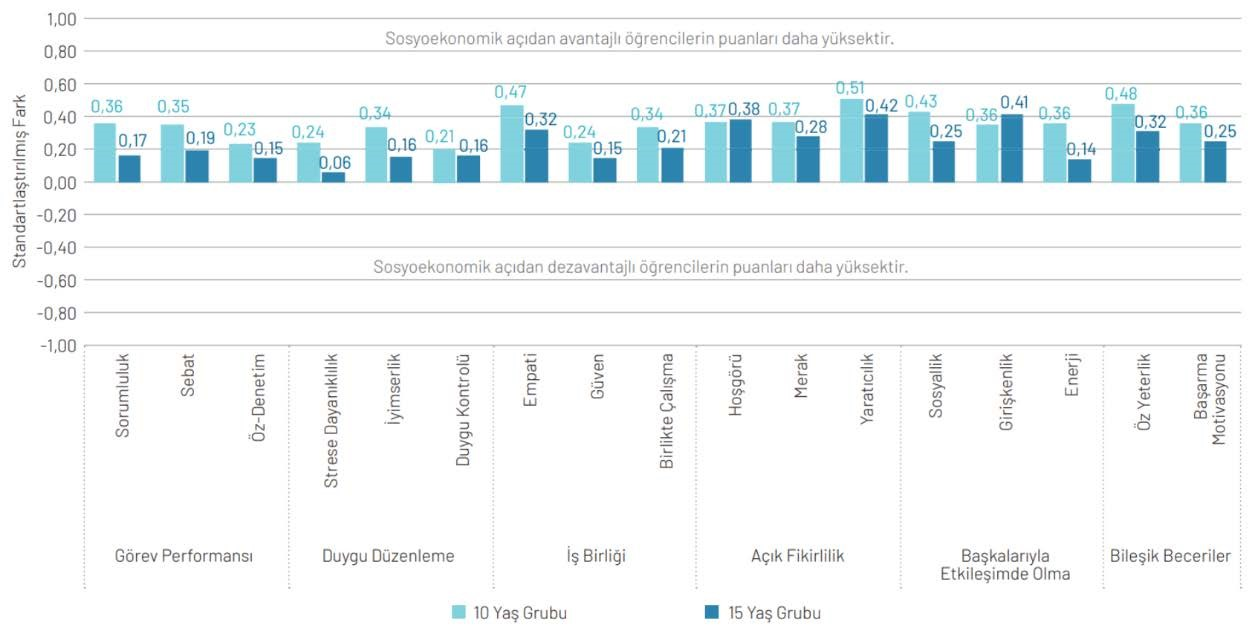 Standartlaştırılmış Fark
1,00
0,80
0,60
0,40
0,20
0,00
-0,20
-0,40
-0,60
-0,80
-1,00
Sosyoekonomik açıdan avantajlı öğrencilerin puanları daha yüksektir.
0,36
0,17
0,35
0,19
0,23
0,15
0,24
0,06
0,34
0,16
0,21
0,16
0,47
0,32
0,24
0,15
0,34
0,21
0,37
0,38
0,37
0,28
0,51
0,42
0,43
0,25
0,36
0,41
0,36
0,14
0,48
0,32
0,36
0,25
Sosyoekonomik açıdan dezavantajlı öğrencilerin puanları daha yüksektir.
Sorumluluk
Sebat
Öz-Denetim
Strese Dayanıklılık
İyimserlik
Duygu Kontrolü
Empati
Güven
Birlikte Çalışma
Hoşgörü
Merak
Yaratıcılık
Sosyallik
Girişkenlik
Enerji
Öz Yeterlik
Başarma
Motivasyonu
Görev Performansı
Duygu Düzenleme
İş Birliği
Açık Fikirlilik
Başkalarıyla
Etkileşimde Olma
Bileşik Beceriler
10 Yaş Grubu
15 Yaş Grubu